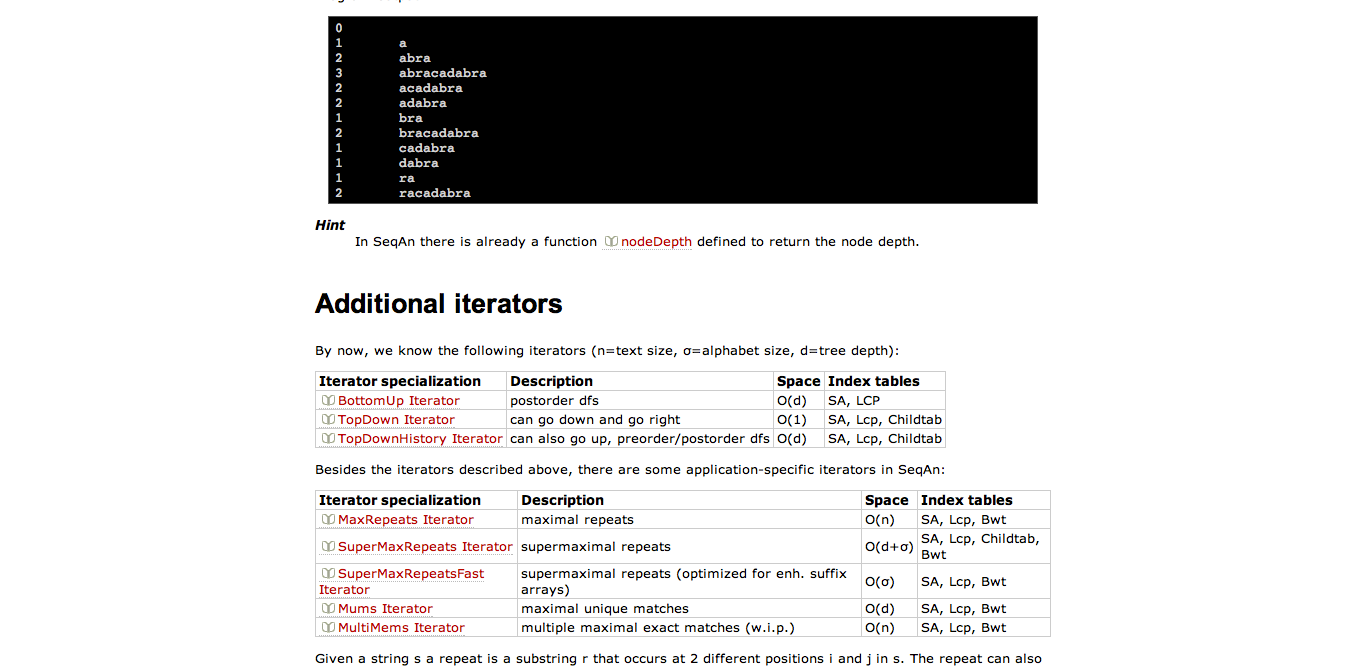 0
1 a
2 abra
3 abracadabra
2 acadabra
2 adabra
1 bra
2 bracadabra
1 cadabra
1 dabra
1 ra
2 racadabra
Hint
In SeqAn there is already a function nodeDepth defined to return the node depth.
Additional iterators
By now, we know the following iterators (n=text size, σ=alphabet size, d=tree depth):
Iterator specialization Description Space Index tables
BottomUp Iterator postorder dfs O(d) SA, LCP
TopDown Iterator can go down and go right O(1) SA, Lcp, Childtab
TopDownHistory Iterator can also go up, preorder/postorder dfs O(d) SA, Lcp, Childtab
Besides the iterators described above, there are some application-specific iterators in SeqAn:
Iterator specialization Description Space Index tables
MaxRepeats Iterator maximal repeats O(n) SA, Lcp, Bwt
SuperMaxRepeats Iterator supermaximal repeats O(d+σ) SA, Lcp, Childtab,
Bwt
SuperMaxRepeatsFast
Iterator
supermaximal repeats (optimized for enh. suffix
arrays)
O(σ) SA, Lcp, Bwt
Mums Iterator maximal unique matches O(d) SA, Lcp, Bwt
MultiMems Iterator multiple maximal exact matches (w.i.p.) O(n) SA, Lcp, Bwt
Given a string s a repeat is a substring r that occurs at 2 different positions i and j in s. The repeat can also